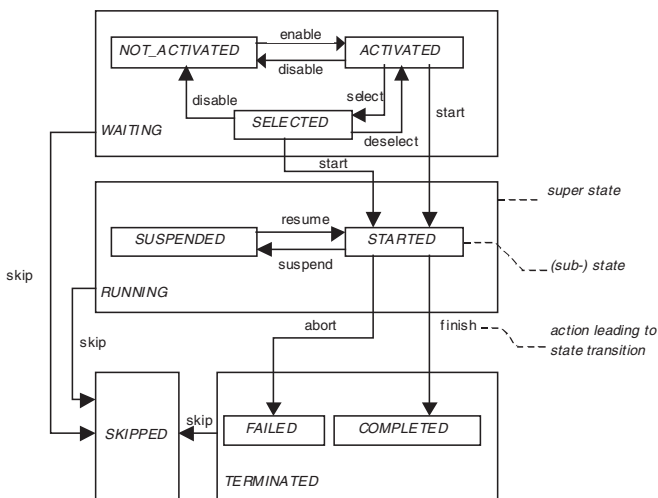 enable
NOT_ACTIVATED
ACTIVATED
disable
disable
select
SELECTED
start
WAITING
deselect
start
super state
resume
SUSPENDED
STARTED
suspend
(sub-) state
skip
RUNNING
abort
finish
action leading to
state transition
skip
skip
SKIPPED
FAILED
COMPLETED
TERMINATED